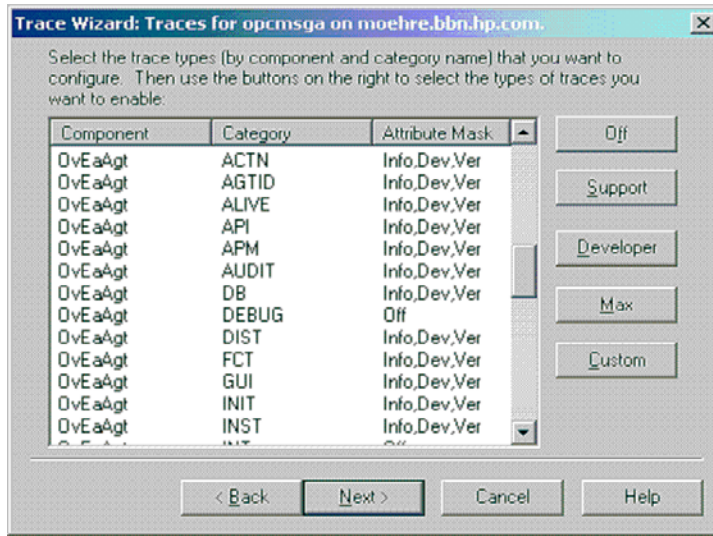 Trace Wizard: Traces for opcmsga on moehre.bbn.hp.com.
Select the trace types (by component and category name) that you want to
configure. Then use the buttons on the right to select the types of traces you
want to enable:
Component Category Attribute Mask
OvEaAgt ACTN Info,Dev,Ver
OvEaAgt AGTID Info,Dev,Ver
OvEaAgt ALIVE Info,Dev,Ver
OvEaAgt API Info,Dev,Ver
OvEaAgt APM Info,Dev,Ver
OvEaAgt AUDIT Info,Dev,Ver
OvEaAgt DB Info,Dev,Ver
OvEaAgt DEBUG Off
OvEaAgt DIST Info,Dev,Ver
OvEaAgt FCT Info,Dev,Ver
OvEaAgt GUI Info,Dev,Ver
OvEaAgt INIT Info,Dev,Ver
OvEaAgt INST Info,Dev,Ver
Off
Support
Developer
Max
Custom
< Back Next > Cancel Help